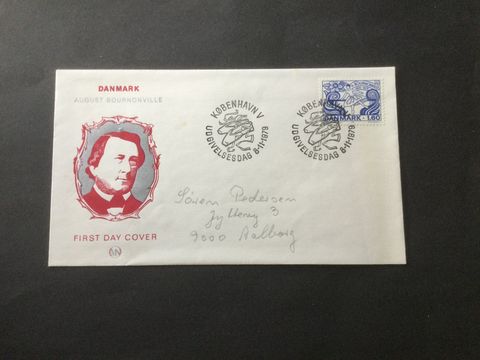 DANMARK
AUGUST BOURNONVILLE
KØBENHAVN V
UDGIVELSESDAG 8-11-1979
KØBENHAVN V
UDGIVELSESDAG 8-11-1979
DANMARK 1.60
Søren Pedersen
3
9000 Aalborg
FIRST DAY COVER